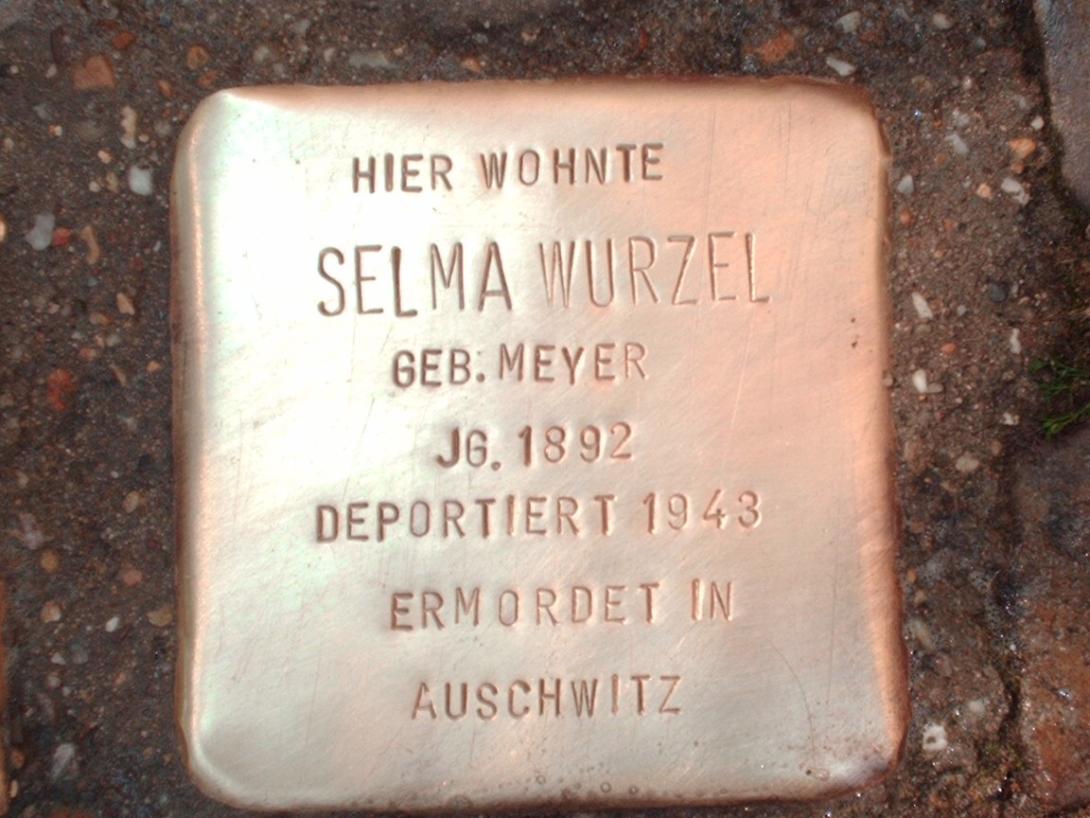 HIER WOHNTE
SELMA WURZEL
GEB. MEYER
JG. 1892
DEPORTIERT 1943
ERMORDET IN
AUSCHWITZ